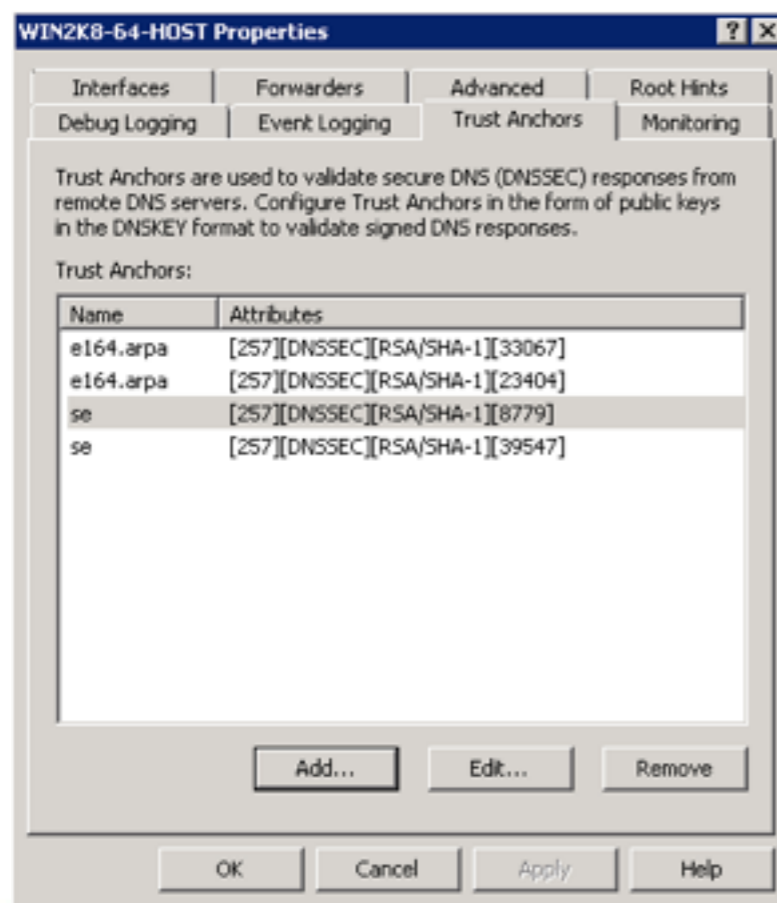 WIN2K8-64-HOST Properties
Interfaces Forwarders Advanced Root Hints
Debug Logging Event Logging Trust Anchors Monitoring
Trust Anchors are used to validate secure DNS (DNSSEC) responses from
remote DNS servers. Configure Trust Anchors in the form of public keys
in the DNSKEY format to validate signed DNS responses.
Trust Anchors:
Name Attributes
e164.arpa [257][DNSSEC][RSA/SHA-1][33067]
e164.arpa [257][DNSSEC][RSA/SHA-1][23404]
se [257][DNSSEC][RSA/SHA-1][8779]
se [257][DNSSEC][RSA/SHA-1][39547]
Add... Edit... Remove
OK Cancel Apply Help